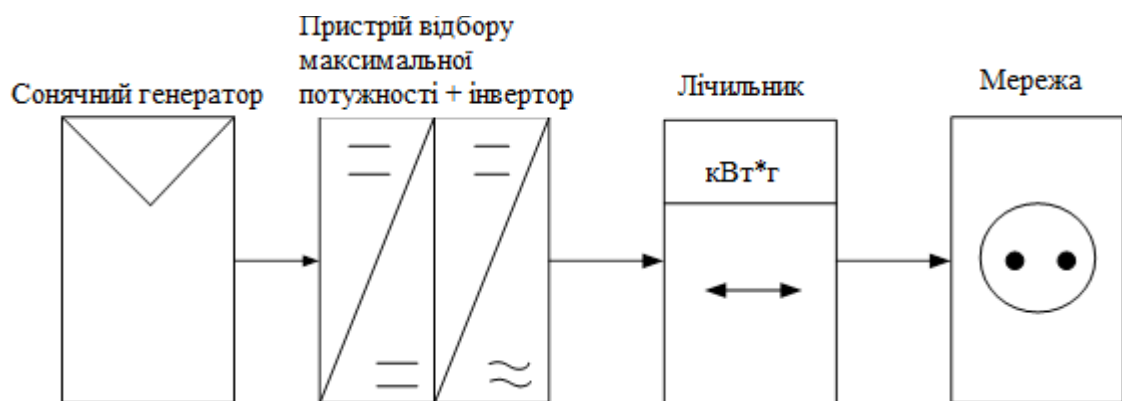 Сонячний генератор
Пристрій відбору
максимальної
потужності + інвертор
Лічильник
Мережа
кВт*г